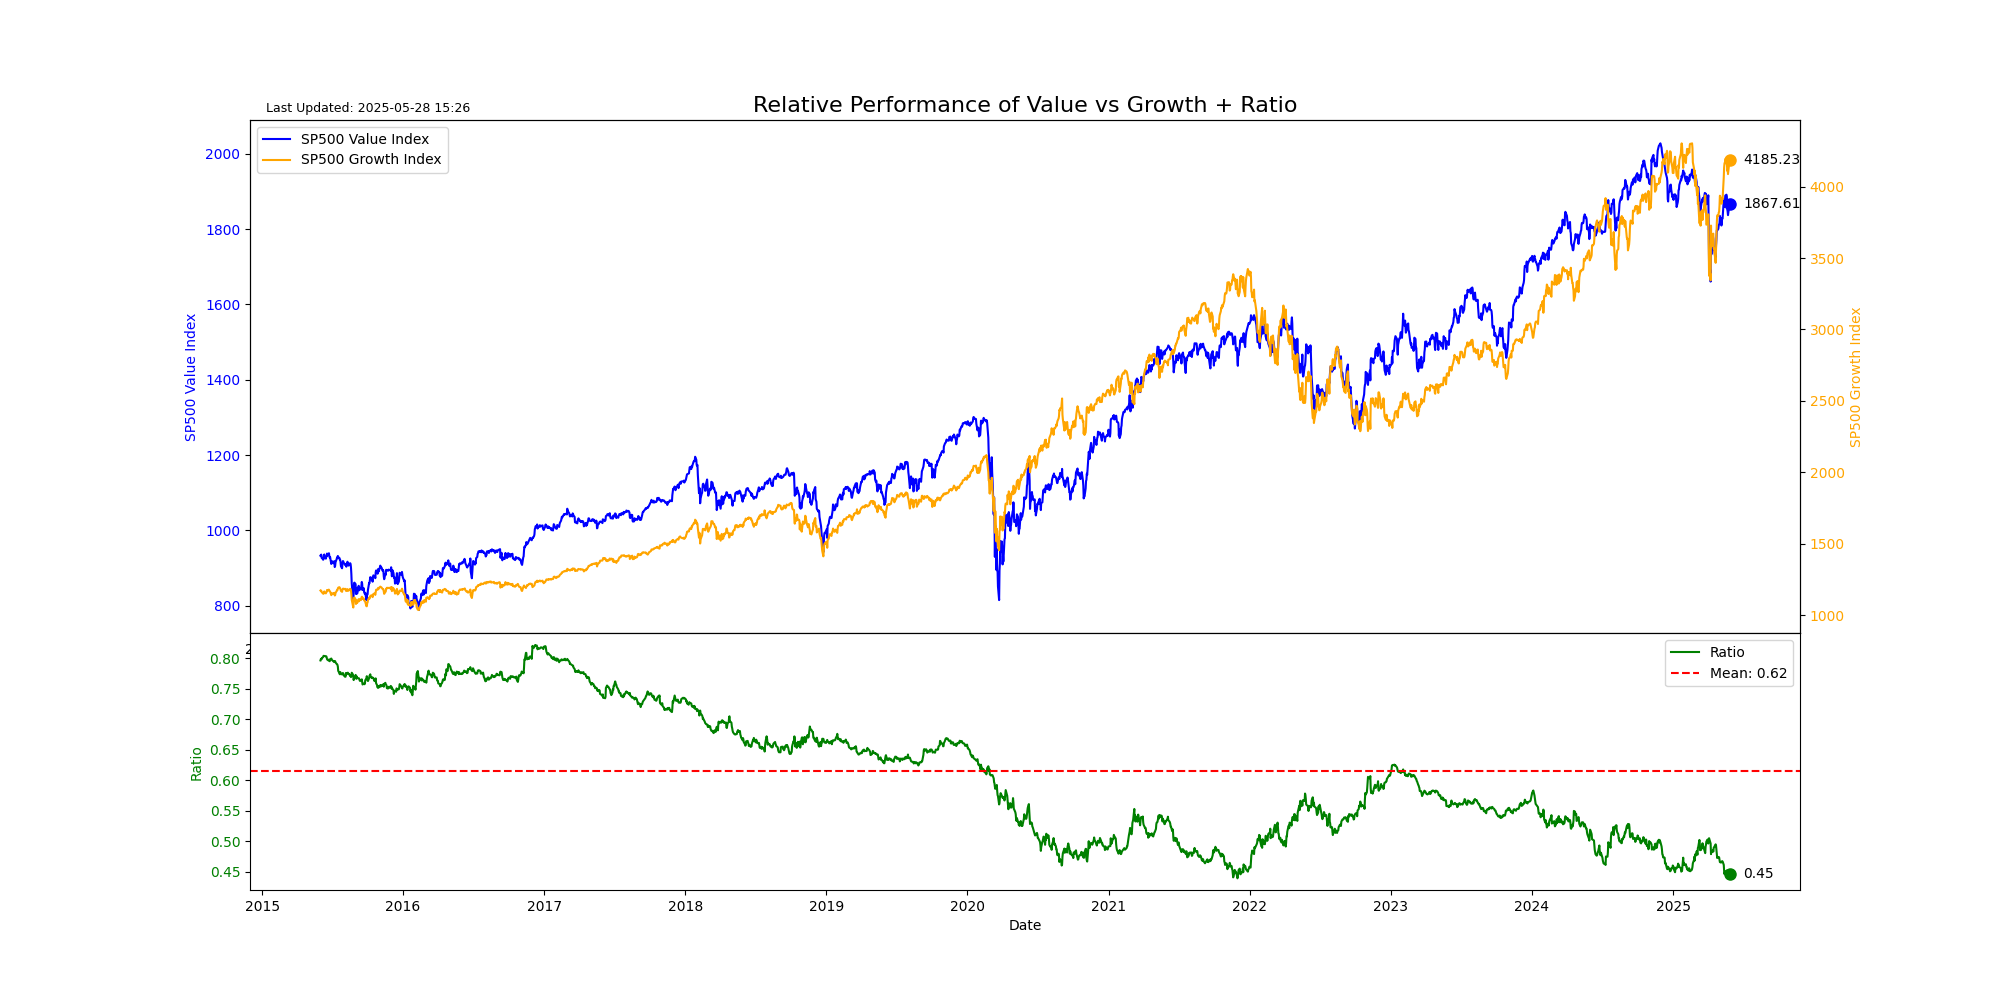 Last Updated: 2025-05-28 15:26
Relative Performance of Value vs Growth + Ratio
SP500 Value Index
SP500 Growth Index
2000
1800
1600
1400
1200
1000
800
SP500 Value Index
4185.23
1867.61
4000
3500
3000
2500
2000
1500
1000
SP500 Growth Index
0.80
0.75
0.70
0.65
0.60
0.55
0.50
0.45
Ratio
Ratio
Mean: 0.62
0.45
2015 2016 2017 2018 2019 2020 2021 2022 2023 2024 2025
Date